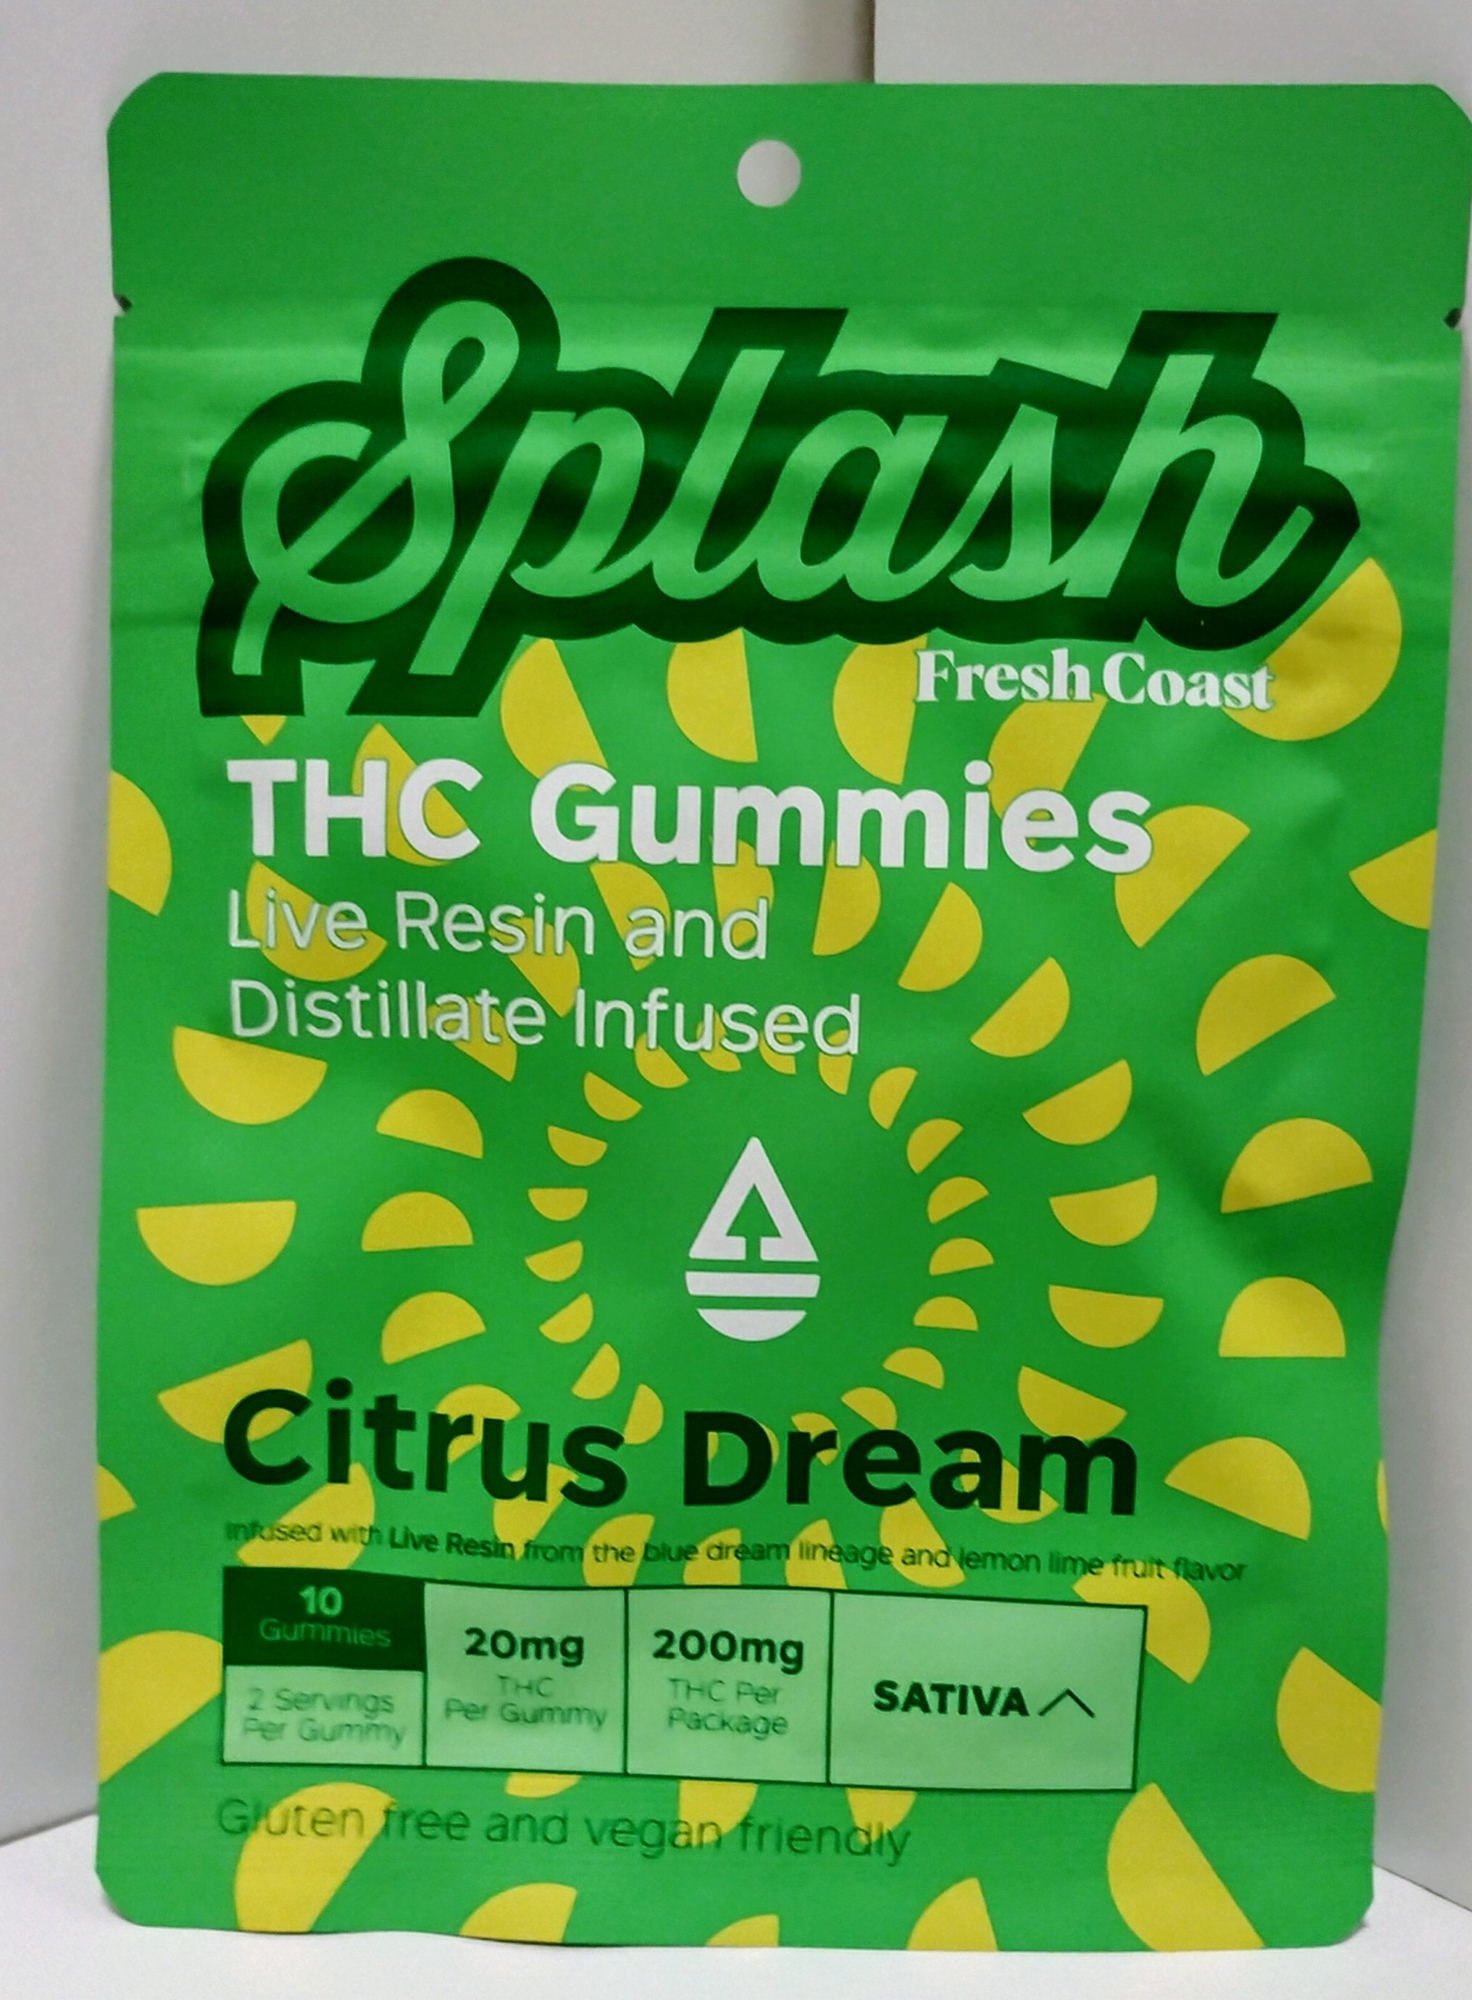 Splash
Fresh Coast
THC Gummies
Live Resin and
Distillate Infused
Citrus Dream
Infused with Live Resin from the blue dream lineage and lemon lime fruit flavor
10
Gummies
2 Servings
Per Gummy
20mg
THC
Per Gummy
200mg
THC Per
Package
SATIVA
Gluten free and vegan friendly